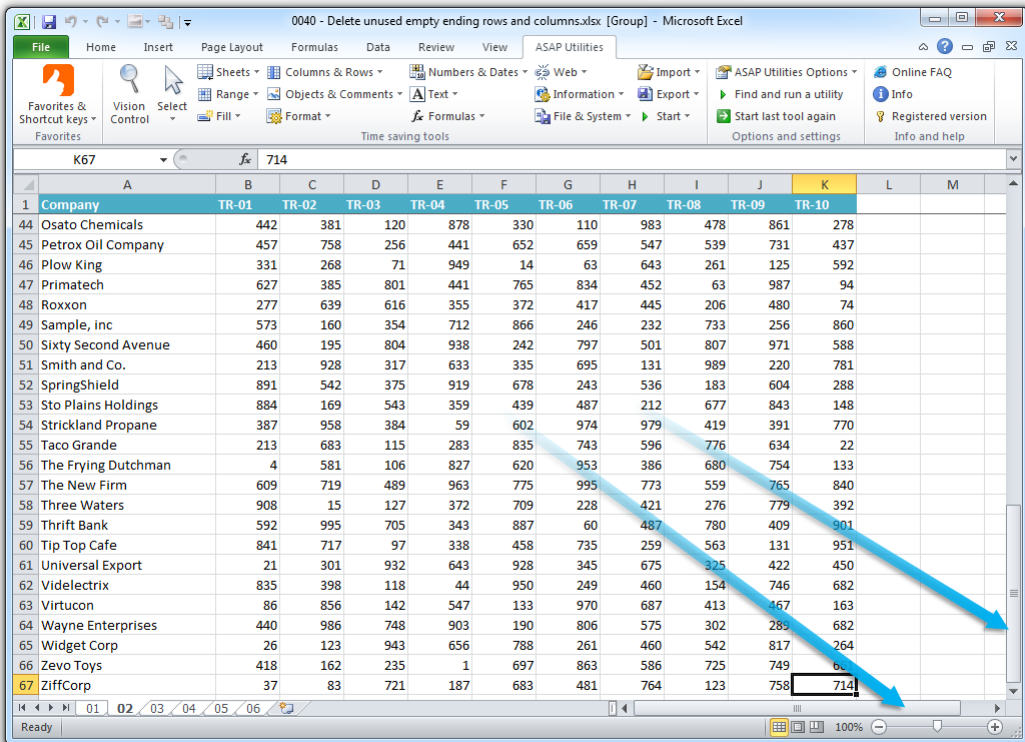 0040 - Delete unused empty ending rows and columns.xlsx [Group] - Microsoft Excel
File Home Insert Page Layout Formulas Data Review View ASAP Utilities
Favorites & Shortcut keys
Vision Control
Select
Sheets Columns & Rows Numbers & Dates Web Import ASAP Utilities Options Online FAQ
Range Objects & Comments Text Information Export Find and run a utility Info
Fill Format Formulas File & System Start Start last tool again Registered version
Favorites Time saving tools Options and settings Info and help
K67 fx 714
A B C D E F G H I J K L M
1 Company TR-01 TR-02 TR-03 TR-04 TR-05 TR-06 TR-07 TR-08 TR-09 TR-10
44 Osato Chemicals 442 381 120 878 330 110 983 478 861 278
45 Petrox Oil Company 457 758 256 441 652 659 547 539 731 437
46 Plow King 331 268 71 949 14 63 643 261 125 592
47 Primatech 627 385 801 441 765 834 452 63 987 94
48 Roxxon 277 639 616 355 372 417 445 206 480 74
49 Sample, inc 573 160 354 712 866 246 232 733 256 860
50 Sixty Second Avenue 460 195 804 938 242 797 501 807 971 588
51 Smith and Co. 213 928 317 633 335 695 131 989 220 781
52 SpringShield 891 542 375 919 678 243 536 183 604 288
53 Sto Plains Holdings 884 169 543 359 439 487 212 677 843 148
54 Strickland Propane 387 958 384 59 602 974 979 419 391 770
55 Taco Grande 213 683 115 283 835 743 596 776 634 22
56 The Frying Dutchman 4 581 106 827 620 953 386 680 754 133
57 The New Firm 609 719 489 963 775 995 773 559 765 840
58 Three Waters 908 15 127 372 709 228 421 276 779 392
59 Thrift Bank 592 995 705 343 887 60 487 780 409 901
60 Tip Top Cafe 841 717 97 338 458 735 259 563 131 951
61 Universal Export 21 301 932 643 928 345 675 325 422 450
62 Videlectrix 835 398 118 44 950 249 460 154 746 682
63 Virtucon 86 856 142 547 133 970 687 413 467 163
64 Wayne Enterprises 440 986 748 903 190 806 575 302 289 682
65 Widget Corp 26 123 943 656 788 261 460 542 817 264
66 Zevo Toys 418 162 235 1 697 863 586 725 749
67 ZiffCorp 37 83 721 187 683 481 764 123 758 714
01 02 03 04 05 06
Ready 100%